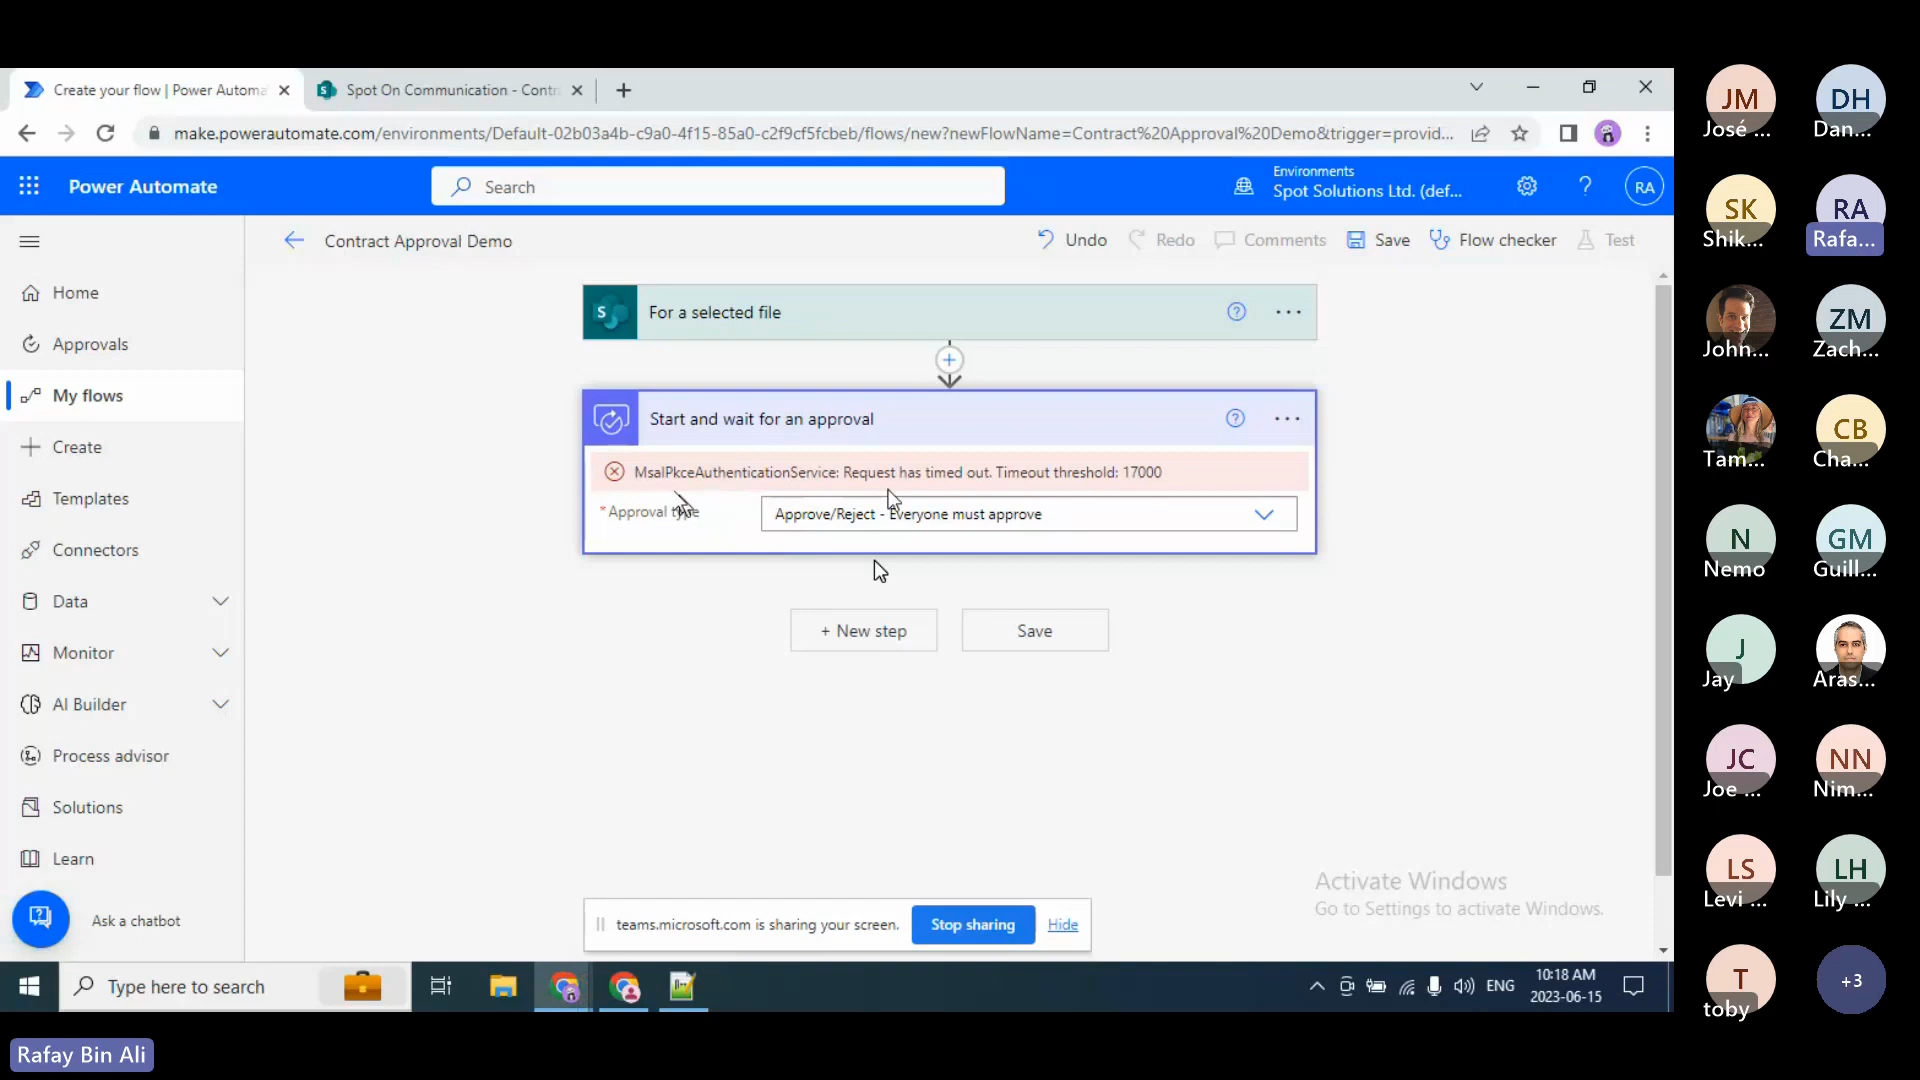 Create your flow | Power Automa
Spot On Communication - Contr
make.powerautomate.com/environments/Default-02b03a4b-c9a0-4f15-85a0-c2f9cf5fcbeb/flows/new?newFlowName=Contract%20Approval%20Demo&trigger=provid...
Power Automate
Search
Environments
Spot Solutions Ltd. (def...
RA
Contract Approval Demo
Undo
Redo
Comments
Save
Flow checker
Test
Home
Approvals
My flows
Create
Templates
Connectors
Data
Monitor
AI Builder
Process advisor
Solutions
Learn
Ask a chatbot
S
For a selected file
Start and wait for an approval
MsalPkceAuthenticationService: Request has timed out. Timeout threshold: 17000
*Approval type
Approve/Reject - Everyone must approve
+ New step
Save
Activate Windows
Go to Settings to activate Windows.
teams.microsoft.com is sharing your screen.
Stop sharing
Hide
Type here to search
ENG
10:18 AM
2023-06-15
Rafay Bin Ali
JM
José ...
DH
Dan...
SK
Shik...
RA
Rafa...
John...
ZM
Zach...
Tam...
CB
Cha...
N
Nemo
GM
Guill...
J
Jay
Aras...
JC
Joe ...
NN
Nim...
LS
Levi ...
LH
Lily ...
T
toby
+3